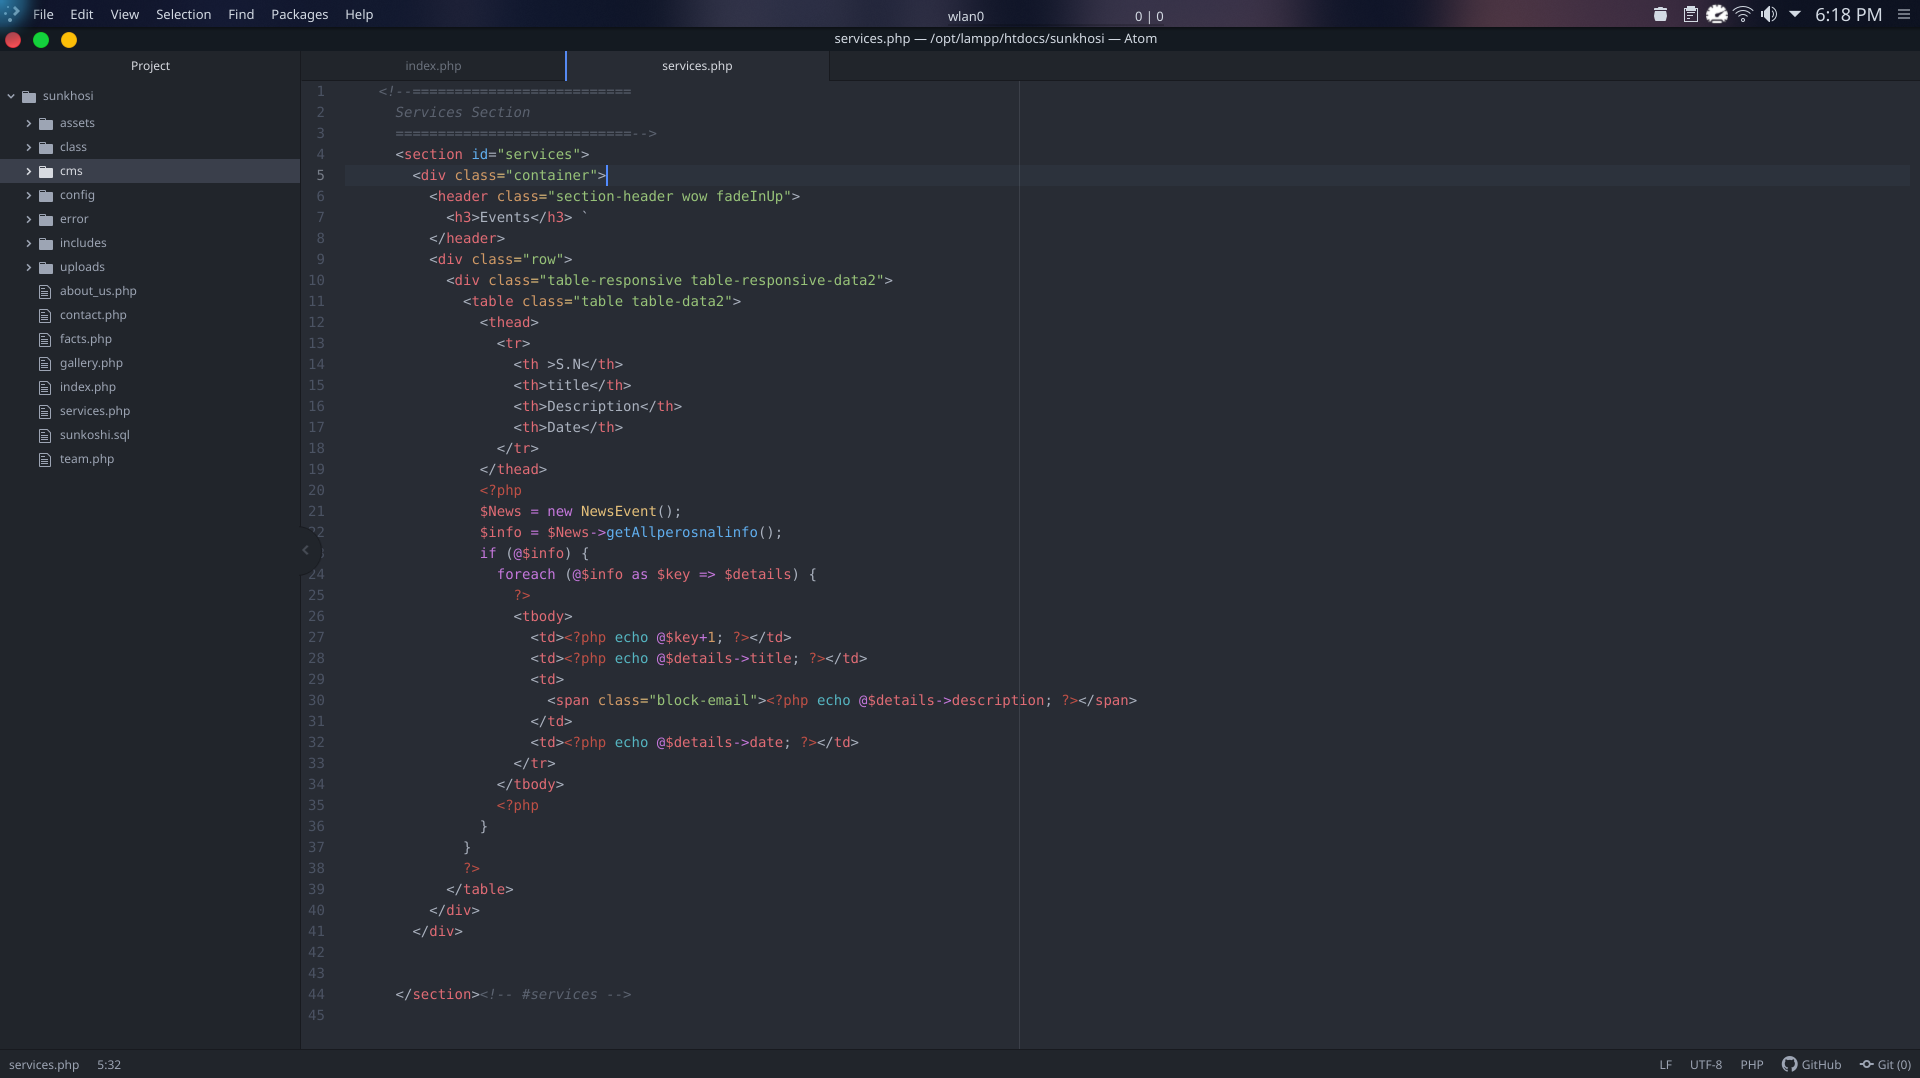 File Edit View Selection Find Packages Help
wlan0 0 | 0
6:18 PM
services.php — /opt/lampp/htdocs/sunkhosi — Atom
Project
index.php services.php
sunkhosi
assets
class
cms
config
error
includes
uploads
about_us.php
contact.php
facts.php
gallery.php
index.php
services.php
sunkoshi.sql
team.php
1 <!--==========================
2 Services Section
3 ============================-->
4 <section id="services">
5 <div class="container">
6 <header class="section-header wow fadeInUp">
7 <h3>Events</h3> `
8 </header>
9 <div class="row">
10 <div class="table-responsive table-responsive-data2">
11 <table class="table table-data2">
12 <thead>
13 <tr>
14 <th >S.N</th>
15 <th>title</th>
16 <th>Description</th>
17 <th>Date</th>
18 </tr>
19 </thead>
20 <?php
21 $News = new NewsEvent();
22 $info = $News->getAllperosnalinfo();
if (@$info) {
24 foreach (@$info as $key => $details) {
25 ?>
26 <tbody>
27 <td><?php echo @$key+1; ?></td>
28 <td><?php echo @$details->title; ?></td>
29 <td>
30 <span class="block-email"><?php echo @$details->description; ?></span>
31 </td>
32 <td><?php echo @$details->date; ?></td>
33 </tr>
34 </tbody>
35 <?php
36 }
37 }
38 ?>
39 </table>
40 </div>
41 </div>
42
43
44 </section><!-- #services -->
45
services.php 5:32
LF UTF-8 PHP GitHub Git (0)